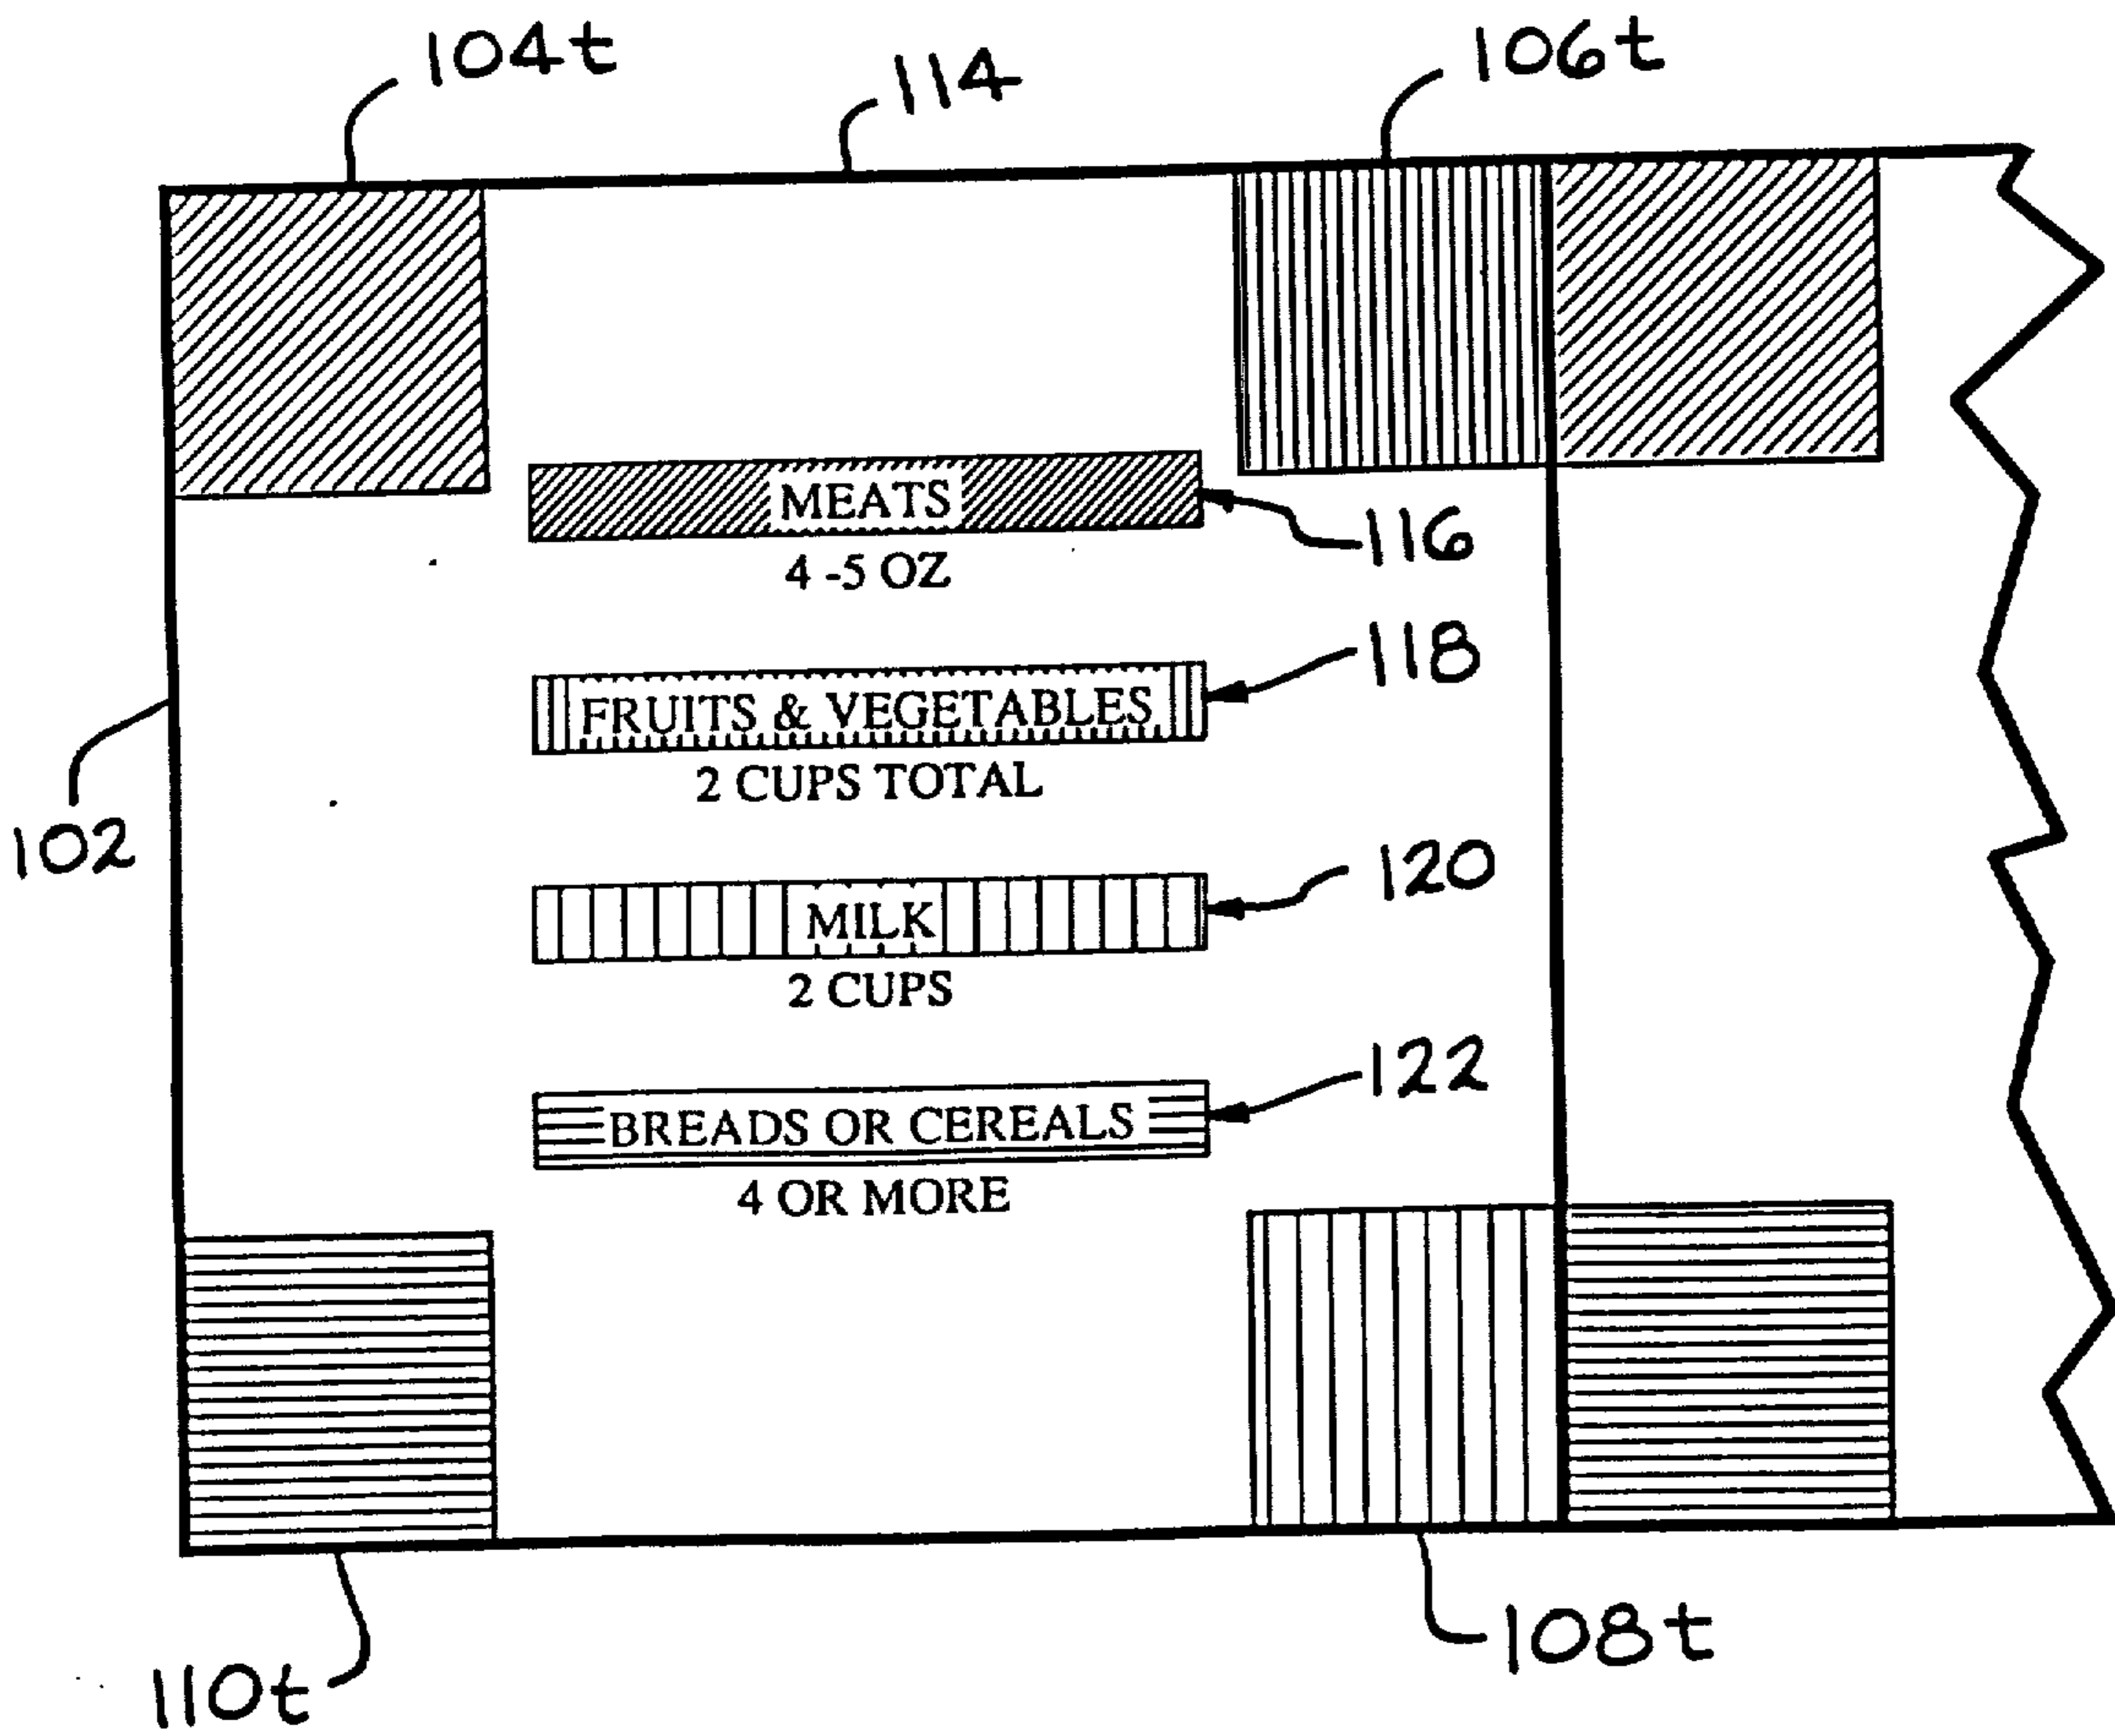 104t
114
106t
MEATS
4 -5 OZ
116
FRUITS & VEGETABLES
118
2 CUPS TOTAL
102
MILK
120
2 CUPS
BREADS OR CEREALS
122
4 OR MORE
110t
108t